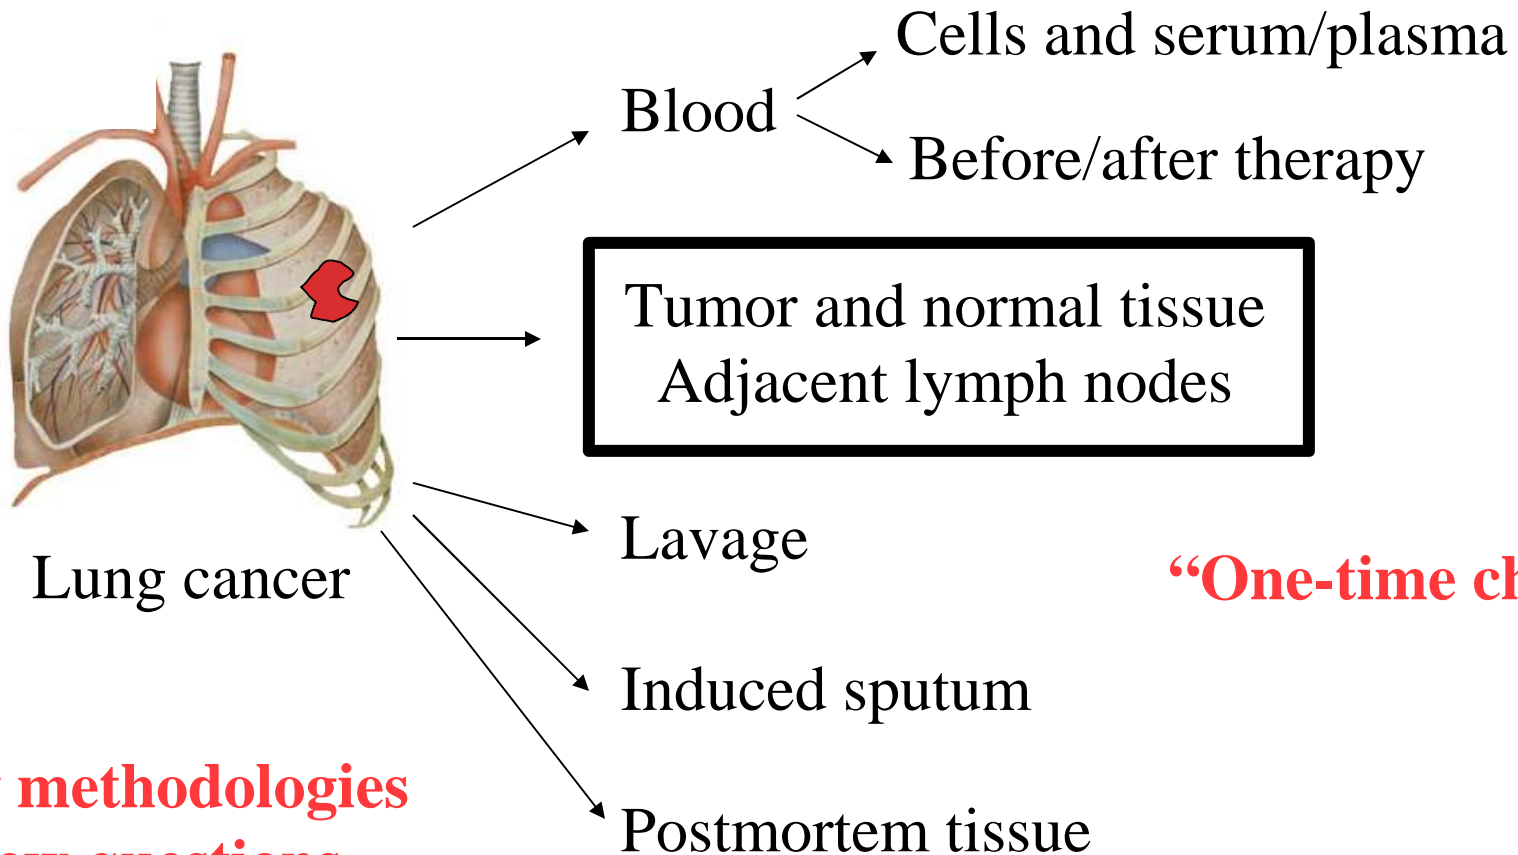 Cells and serum/plasma
Blood
Before/after therapy
Tumor and normal tissue
Adjacent lymph nodes
Lavage
Lung cancer
“One-time
Induced sputum
methodologies
Postmortem tissue
questions